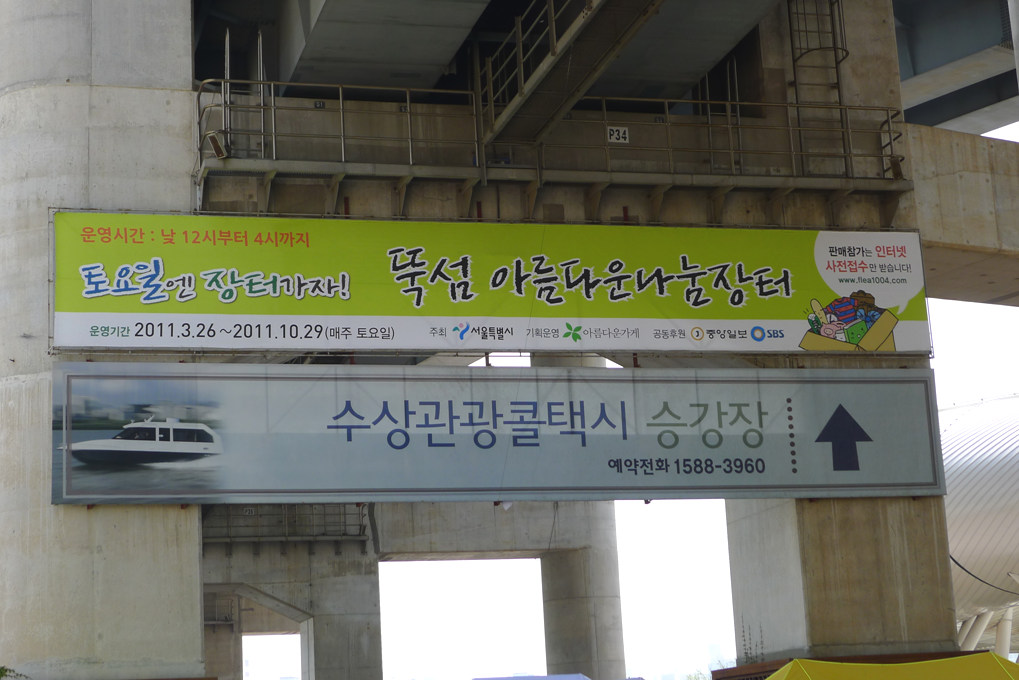 P34
운영시간 : 낮 12시부터 4시까지
토요일엔 장터가자!
뚝섬 아름다운나눔장터
판매참가는 인터넷
사전접수만 받습니다!
www.flea1004.com
운영기간 2011.3.26 ~ 2011.10.29 (매주 토요일)
주최 서울특별시 기획운영 아름다운가게 공동후원 중앙일보 SBS
수상관광콜택시 승강장
예약전화 1588-3960